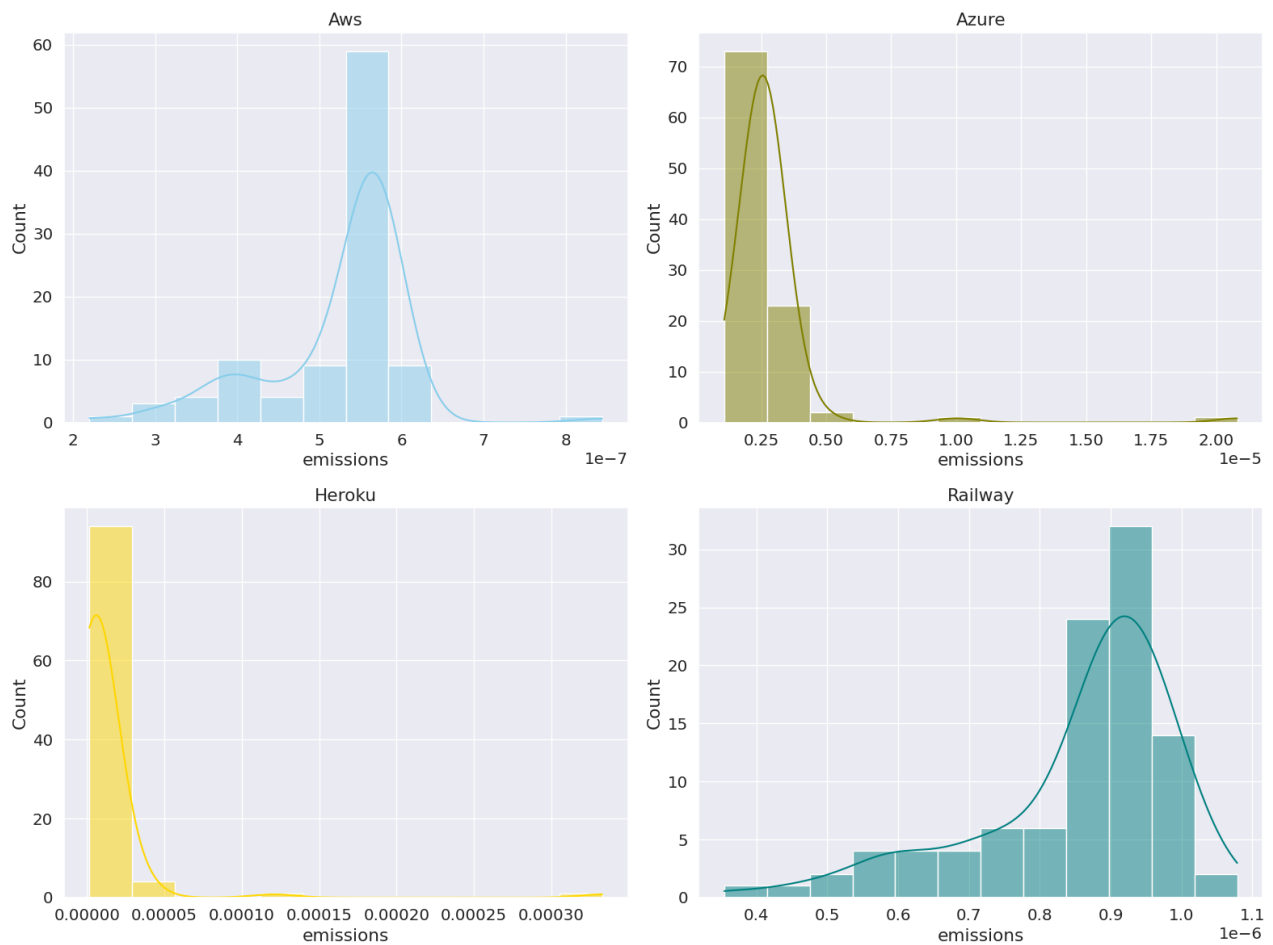 Aws
60
50
40
30
20
10
0
Count
2 3 4 5 6 7 8
1e−7
emissions
Azure
70
60
50
40
30
20
10
0
Count
0.25 0.50 0.75 1.00 1.25 1.50 1.75 2.00
1e−5
emissions
Heroku
80
60
40
20
0
Count
0.00000 0.00005 0.00010 0.00015 0.00020 0.00025 0.00030
emissions
Railway
30
25
20
15
10
5
0
Count
0.4 0.5 0.6 0.7 0.8 0.9 1.0 1.1
1e−6
emissions